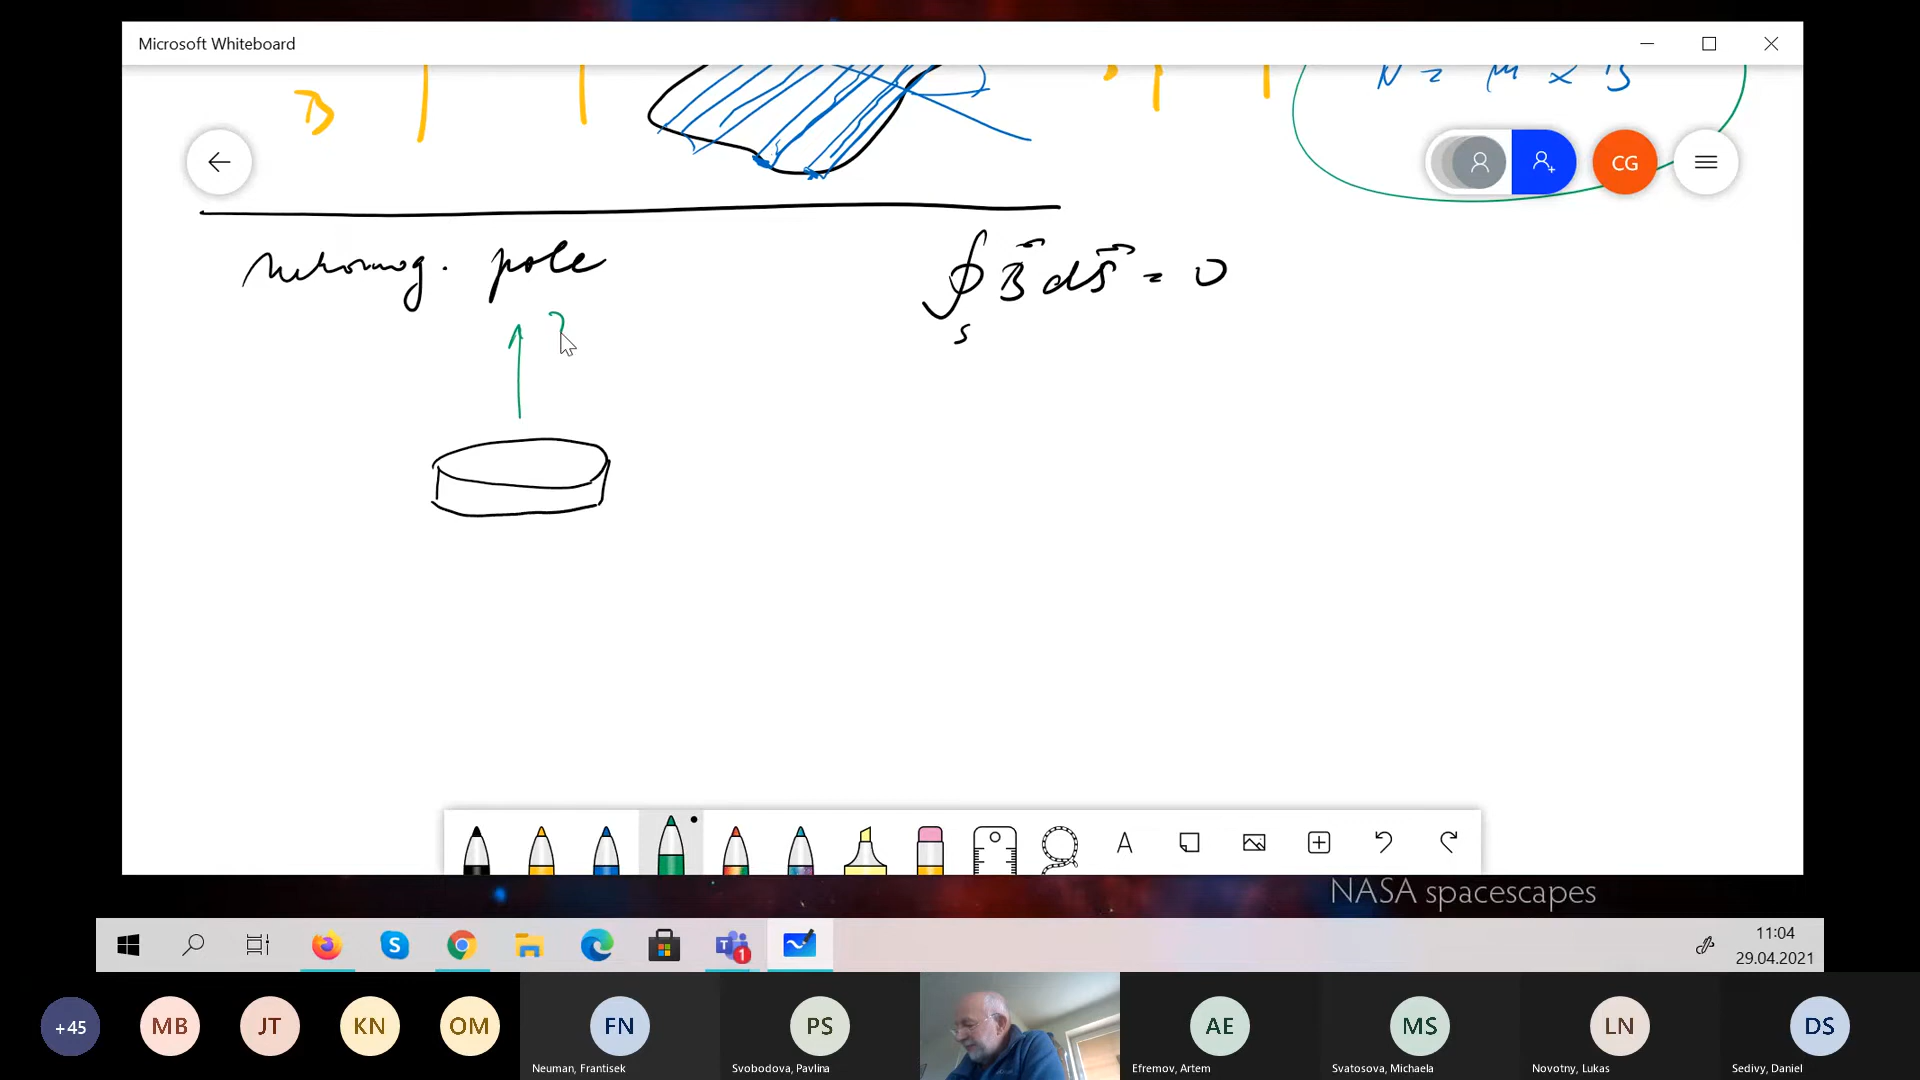 Microsoft Whiteboard
B
N = m x B
CG
nehomog. pole
∮ B⃗ dS⃗ = 0
S
A
NASA spacescapes
11:04
29.04.2021
+45
MB
JT
KN
OM
FN
PS
AE
MS
LN
DS
Neuman, Frantisek
Svobodova, Pavlina
Efremov, Artem
Svatosova, Michaela
Novotny, Lukas
Sedivy, Daniel